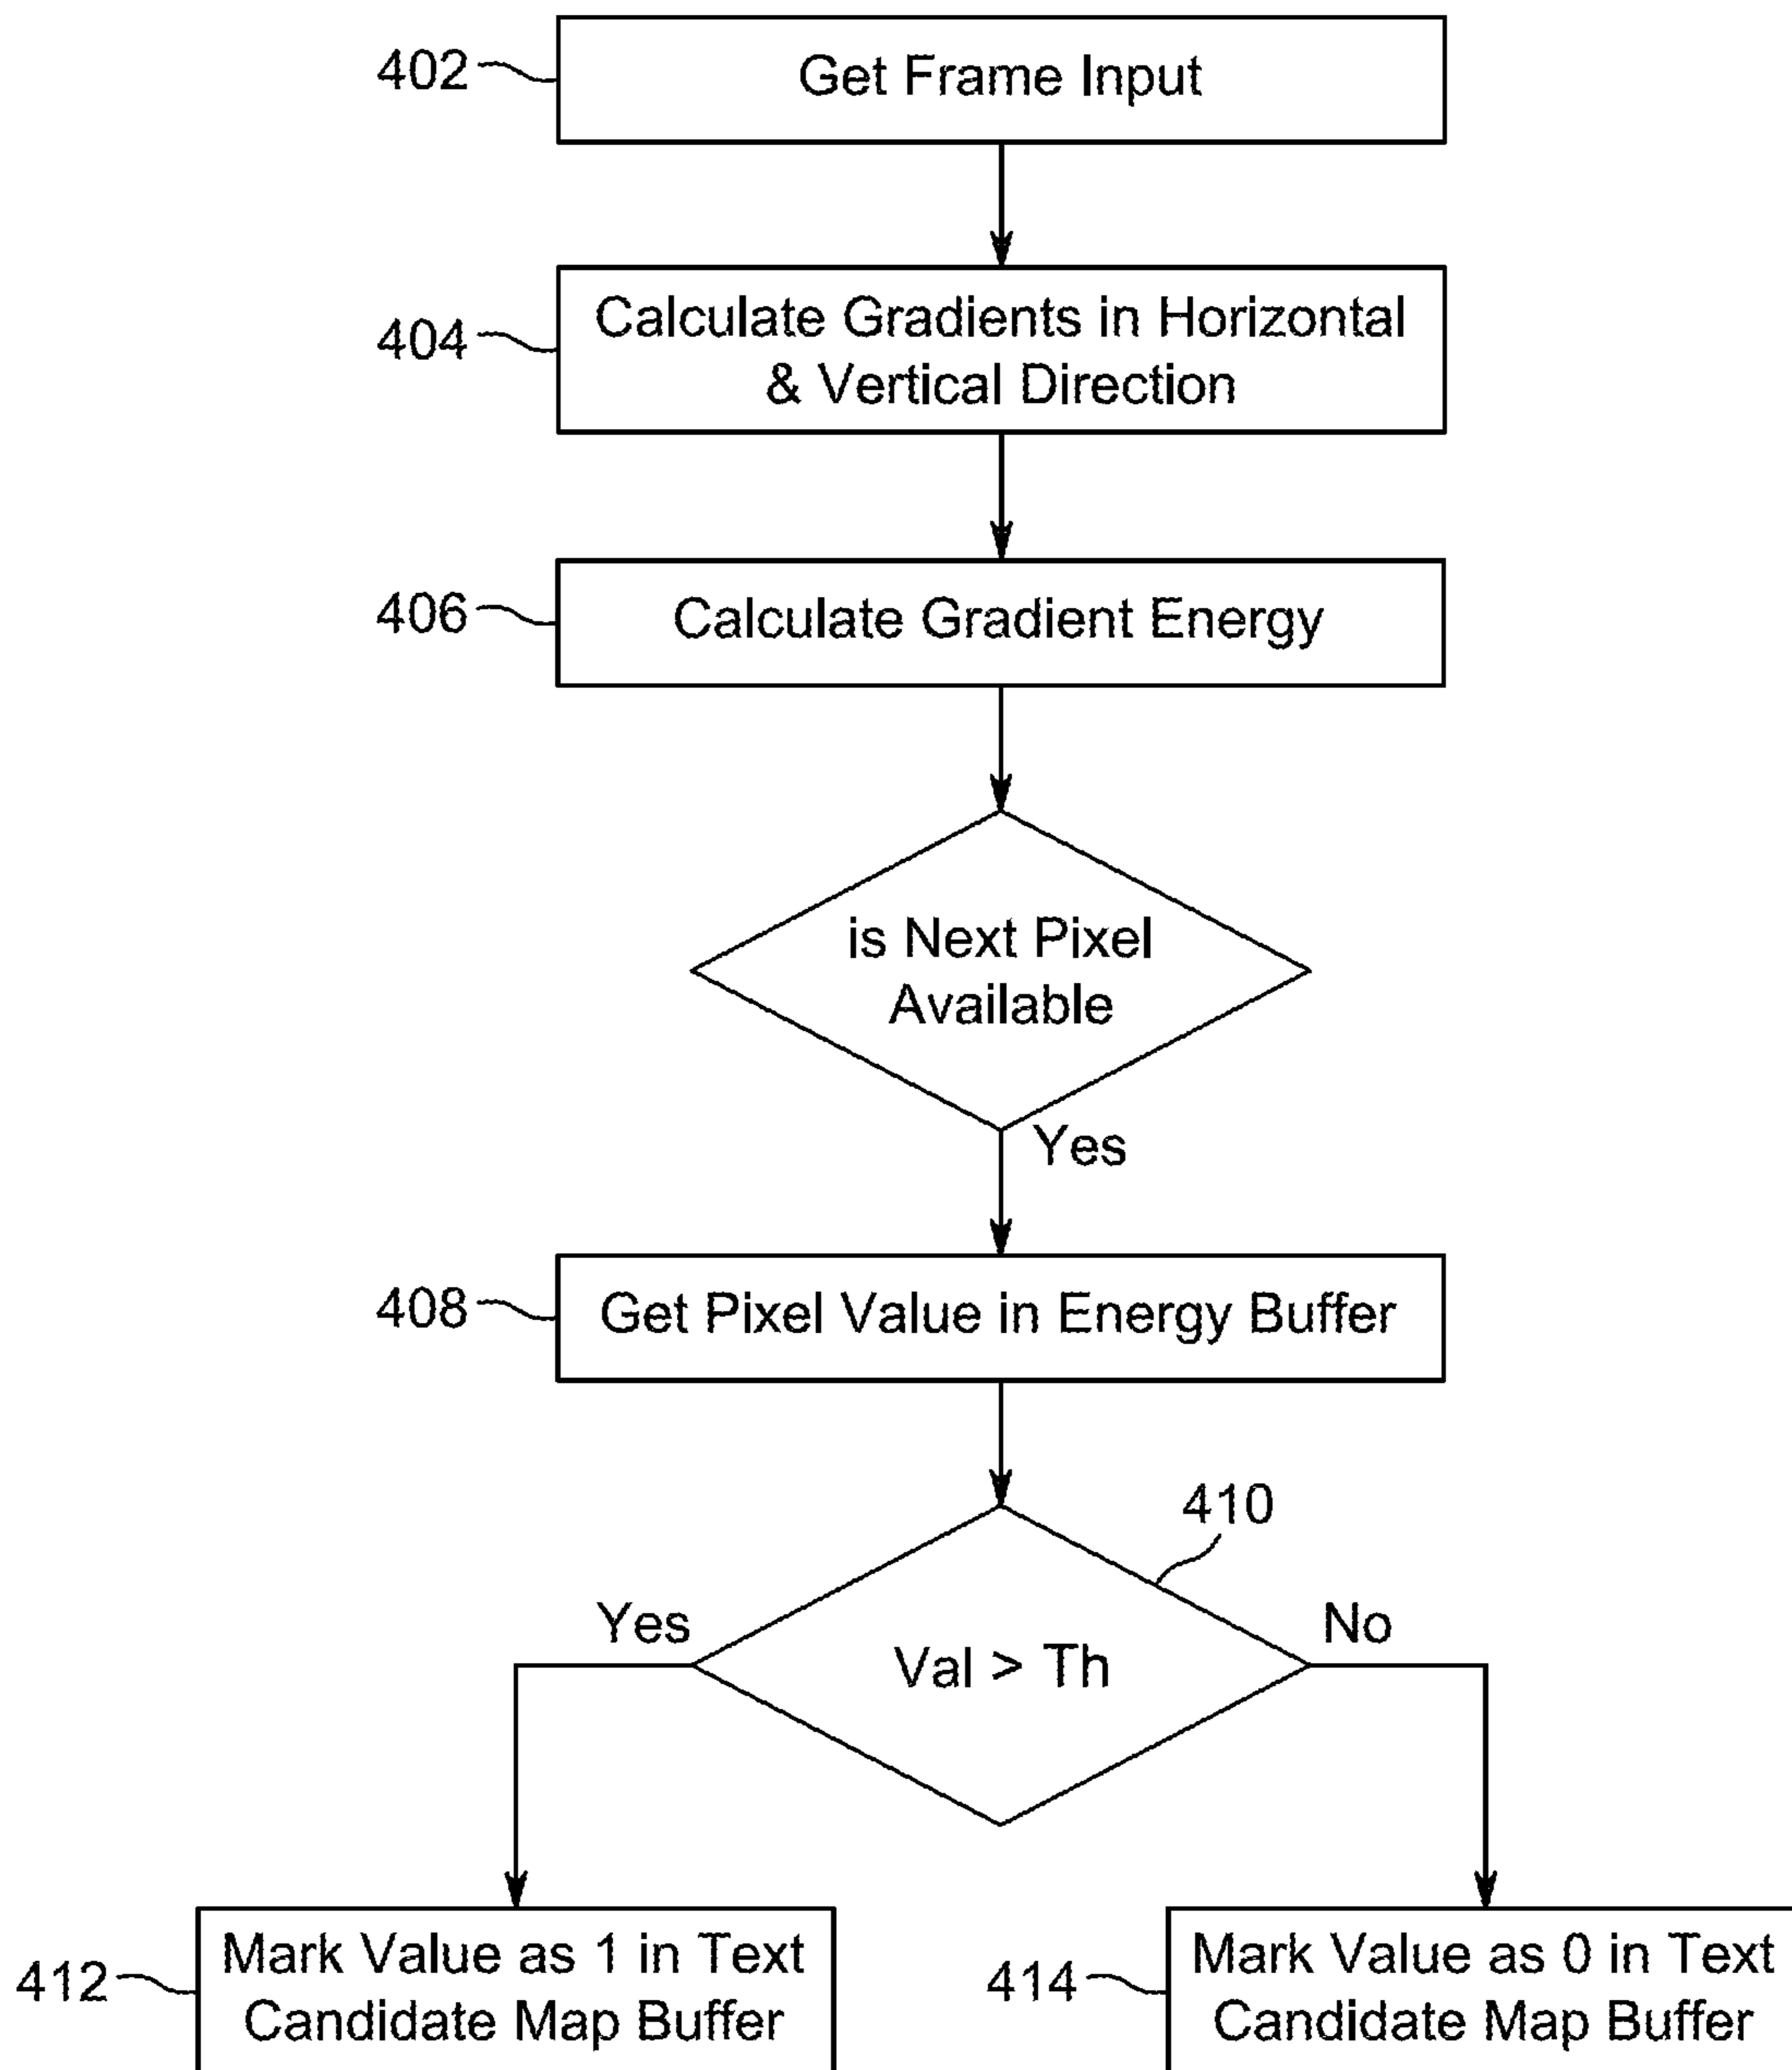 402
Get Frame Input
404
Calculate Gradients in Horizontal
& Vertical Direction
406
Calculate Gradient Energy
is Next Pixel
Available
Yes
408
Get Pixel Value in Energy Buffer
410
Yes
Val > Th
No
412
Mark Value as 1 in Text
Candidate Map Buffer
414
Mark Value as 0 in Text
Candidate Map Buffer